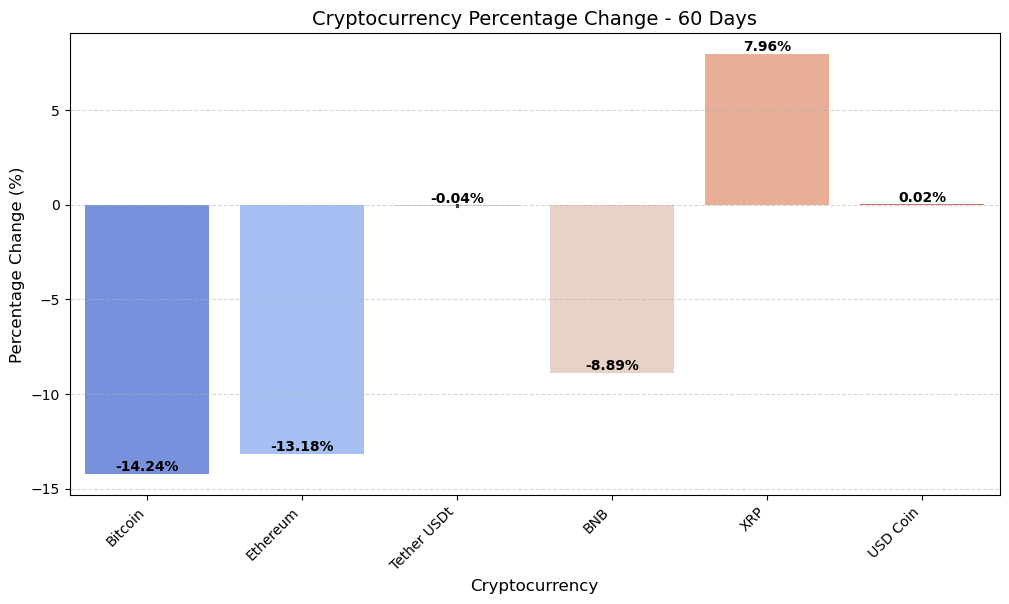 Cryptocurrency Percentage Change - 60 Days
7.96%
5
-0.04%
0.02%
0
−5
-8.89%
−10
-13.18%
-14.24%
−15
Percentage Change (%)
Bitcoin
Ethereum
Tether USDt
BNB
XRP
USD Coin
Cryptocurrency